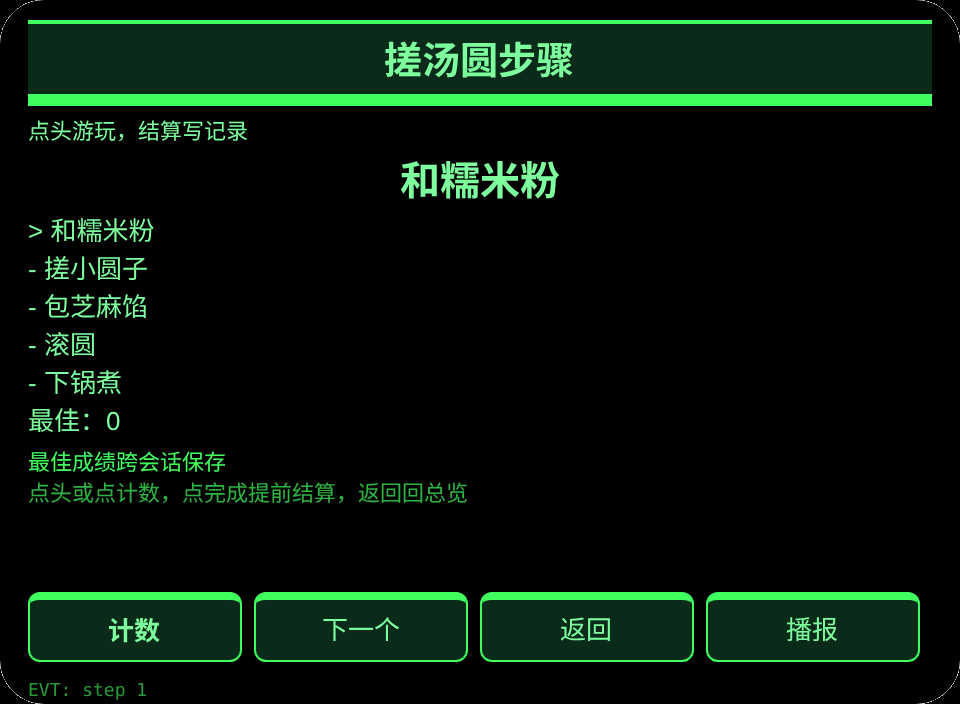 搓汤圆步骤
点头游玩，结算写记录
和糯米粉
> 和糯米粉
- 搓小圆子
- 包芝麻馅
- 滚圆
- 下锅煮
最佳：0
最佳成绩跨会话保存
点头或点计数，点完成提前结算，返回回总览
计数
下一个
返回
播报
EVT: step 1